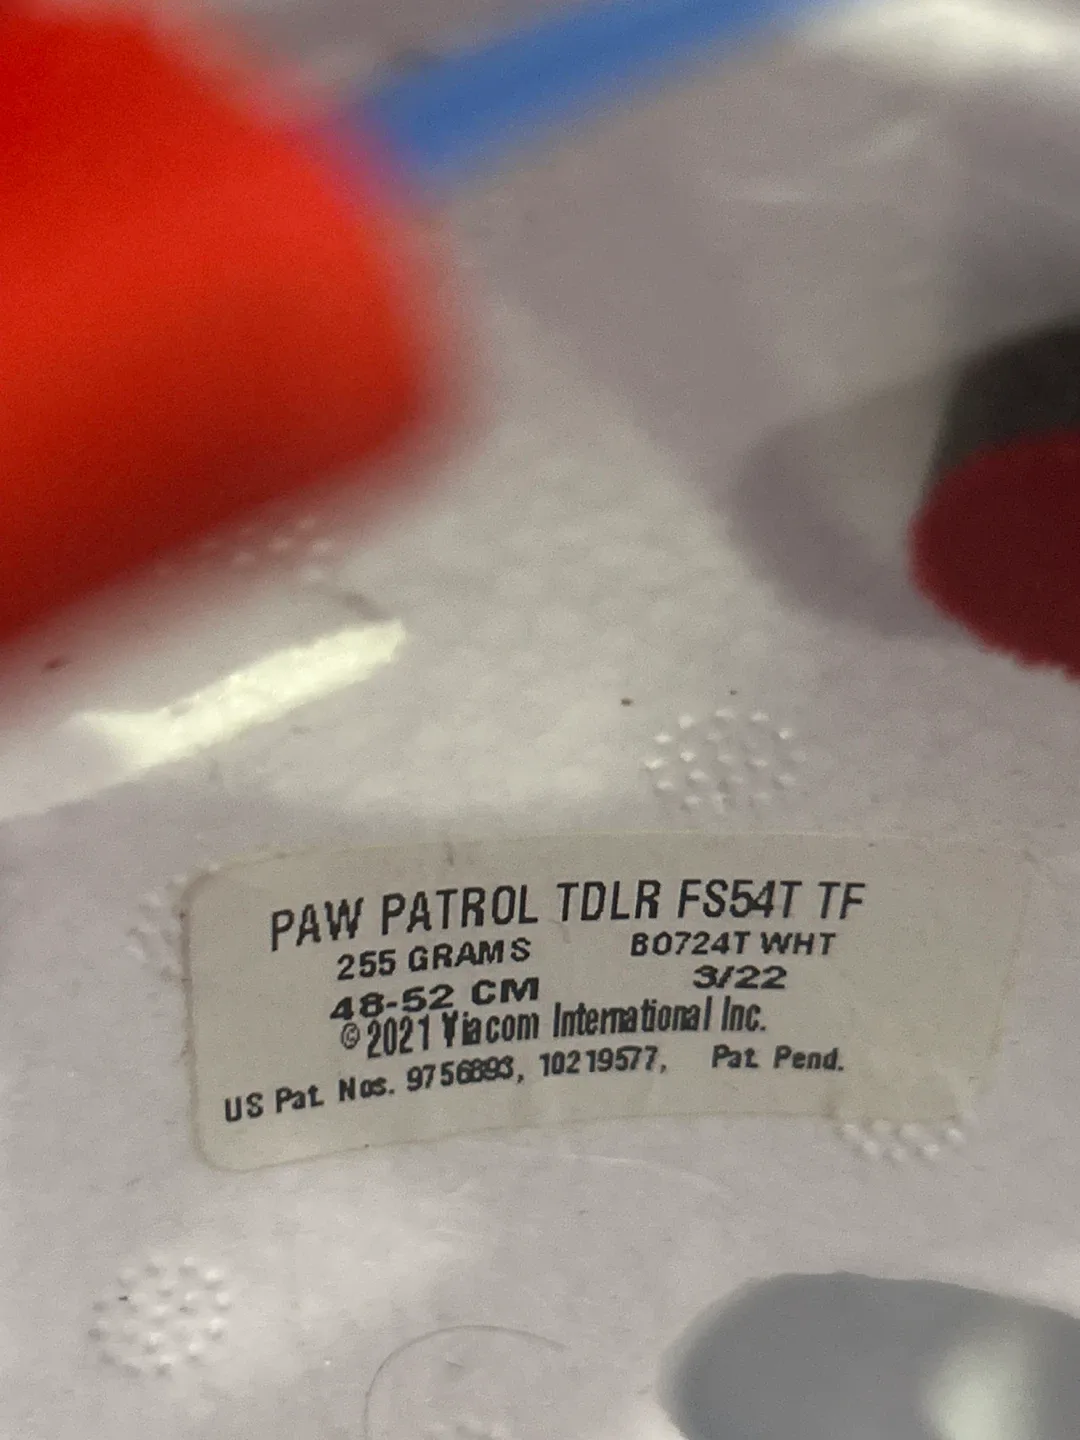 PAW PATROL TDLR FS54T TF
255 GRAMS B0724T WHT
48-52 CM 3/22
©2021 Viacom International Inc.
US Pat. Nos. 9756893, 10219577, Pat. Pend.